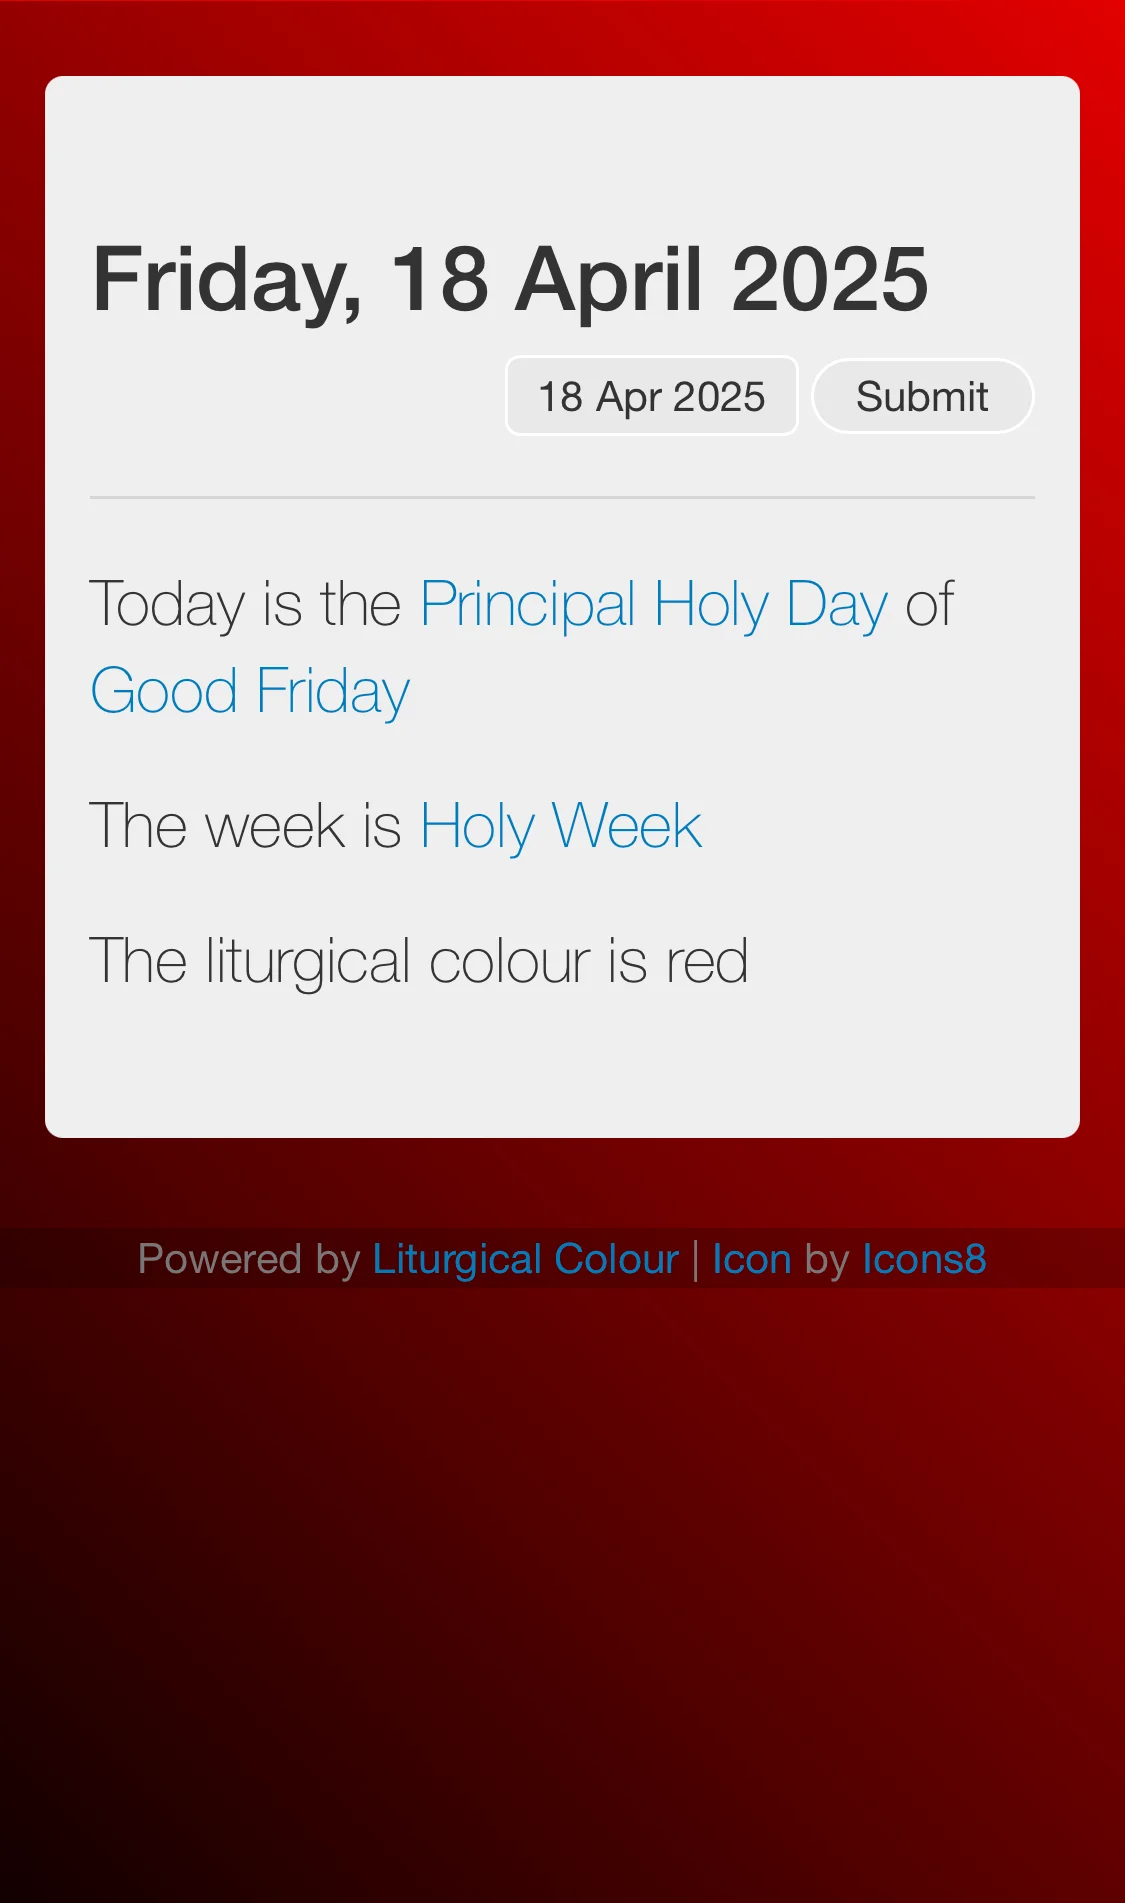 Friday, 18 April 2025
18 Apr 2025 Submit
Today is the Principal Holy Day of
Good Friday
The week is Holy Week
The liturgical colour is red
Powered by Liturgical Colour | Icon by Icons8